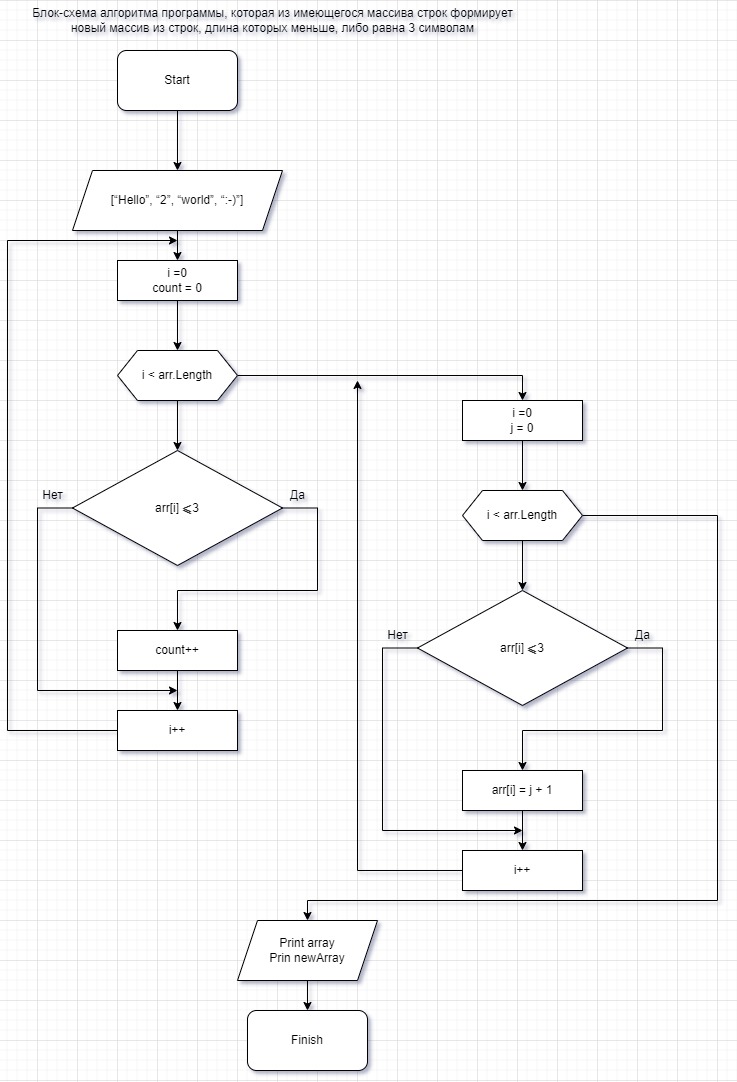 Блок-схема алгоритма программы, которая из имеющегося массива строк формирует
новый массив из строк, длина которых меньше, либо равна 3 символам
Start
[“Hello”, “2”, “world”, “:-)”]
i =0
count = 0
i < arr.Length
arr[i] ⩽3
Нет
Да
count++
i++
i =0
j = 0
i < arr.Length
arr[i] ⩽3
Нет
Да
arr[i] = j + 1
i++
Print array
Prin newArray
Finish